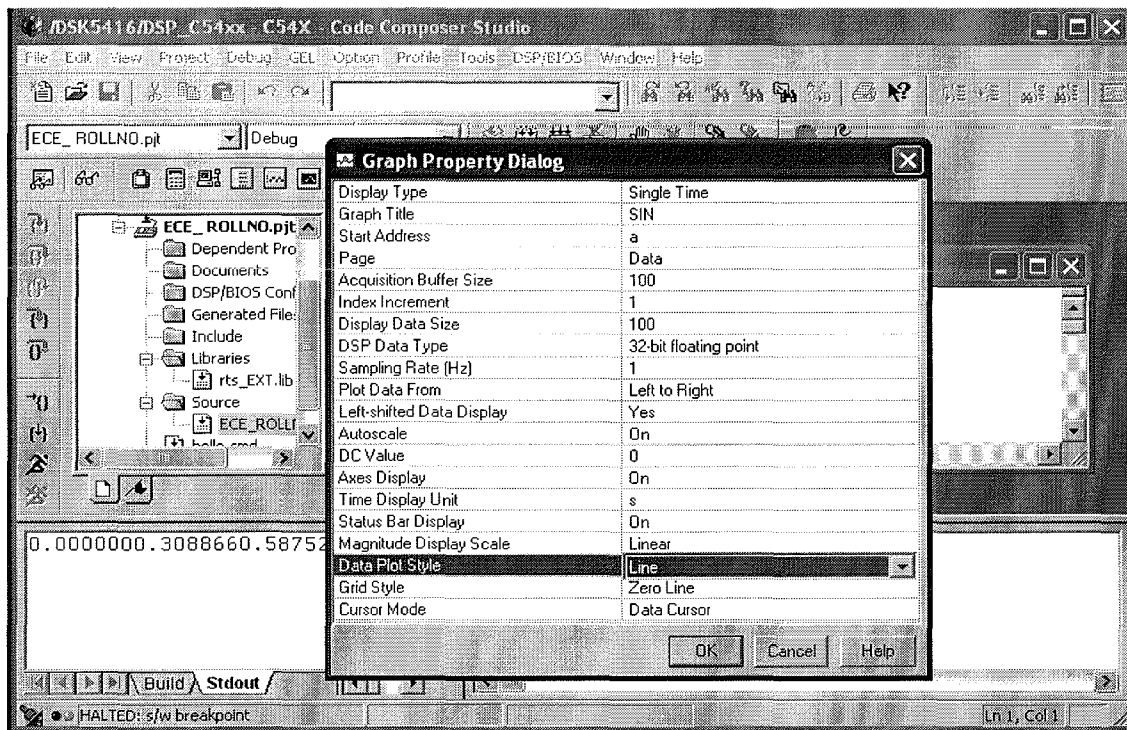 /DSK5416/DSP_C54xx - C54X - Code Composer Studio
File Edit View Project Debug GEL Option Profile Tools DSP/BIOS Window Help
ECE_ ROLLNO.pjt Debug
Graph Property Dialog
Display Type Single Time
Graph Title SIN
Start Address a
Page Data
Acquisition Buffer Size 100
Index Increment 1
Display Data Size 100
DSP Data Type 32-bit floating point
Sampling Rate (Hz) 1
Plot Data From Left to Right
Left-shifted Data Display Yes
Autoscale On
DC Value 0
Axes Display On
Time Display Unit s
Status Bar Display On
Magnitude Display Scale Linear
Data Plot Style Line
Grid Style Zero Line
Cursor Mode Data Cursor
OK Cancel Help
ECE_ ROLLNO.pjt
Dependent Pro
Documents
DSP/BIOS Conf
Generated File
Include
Libraries
rts_EXT.lib
Source
ECE_ROLL
hello.cmd
0.0000000.3088660.58752
Build Stdout
HALTED: s/w breakpoint
Ln 1, Col 1